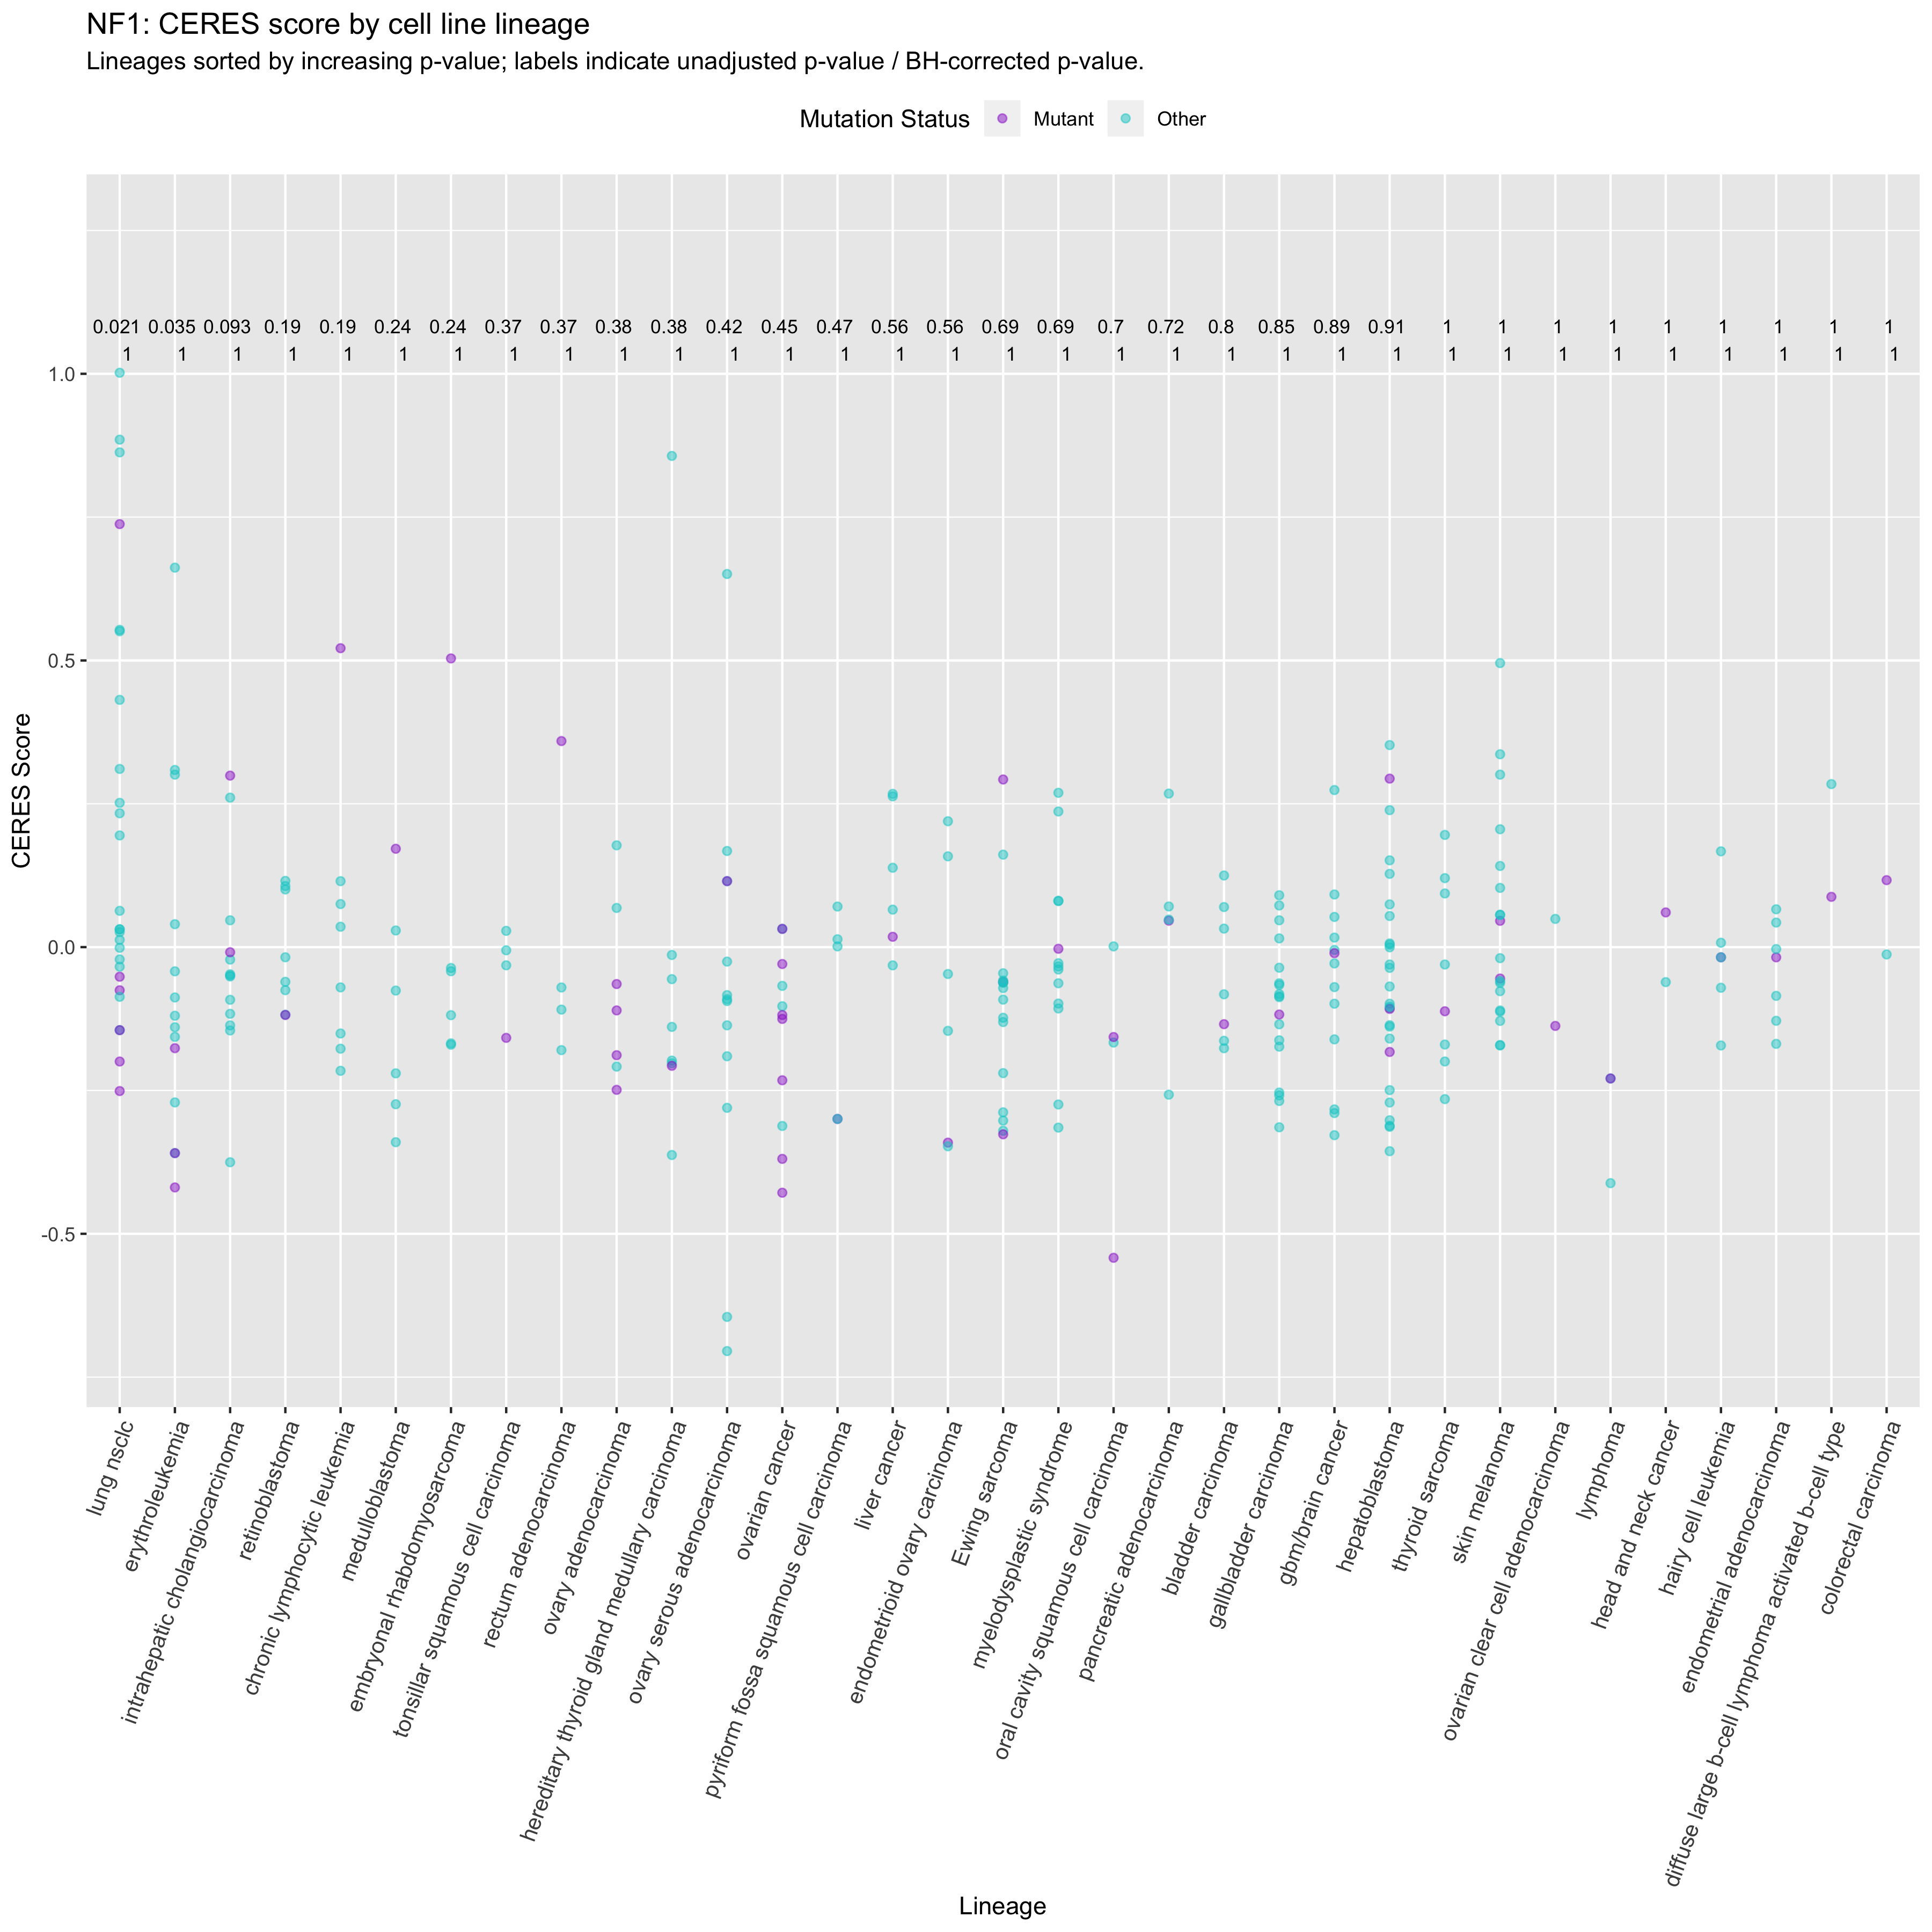 NF1: CERES score by cell line lineage
Lineages sorted by increasing p-value; labels indicate unadjusted p-value / BH-corrected p-value.
Mutation Status Mutant Other
0.021 0.035 0.093 0.19 0.19 0.24 0.24 0.37 0.37 0.38 0.38 0.42 0.45 0.47 0.56 0.56 0.69 0.69 0.7 0.72 0.8 0.85 0.89 0.91 1 1 1 1 1 1 1 1 1
1 1 1 1 1 1 1 1 1 1 1 1 1 1 1 1 1 1 1 1 1 1 1 1 1 1 1 1 1 1 1 1 1
1.0
0.5
0.0
-0.5
CERES Score
lung nsclc
erythroleukemia
intrahepatic cholangiocarcinoma
retinoblastoma
chronic lymphocytic leukemia
medulloblastoma
embryonal rhabdomyosarcoma
tonsillar squamous cell carcinoma
rectum adenocarcinoma
ovary adenocarcinoma
hereditary thyroid gland medullary carcinoma
ovary serous adenocarcinoma
ovarian cancer
pyriform fossa squamous cell carcinoma
liver cancer
endometrioid ovary carcinoma
Ewing sarcoma
myelodysplastic syndrome
oral cavity squamous cell carcinoma
pancreatic adenocarcinoma
bladder carcinoma
gallbladder carcinoma
gbm/brain cancer
hepatoblastoma
thyroid sarcoma
skin melanoma
ovarian clear cell adenocarcinoma
lymphoma
head and neck cancer
hairy cell leukemia
endometrial adenocarcinoma
diffuse large b-cell lymphoma activated b-cell type
colorectal carcinoma
Lineage